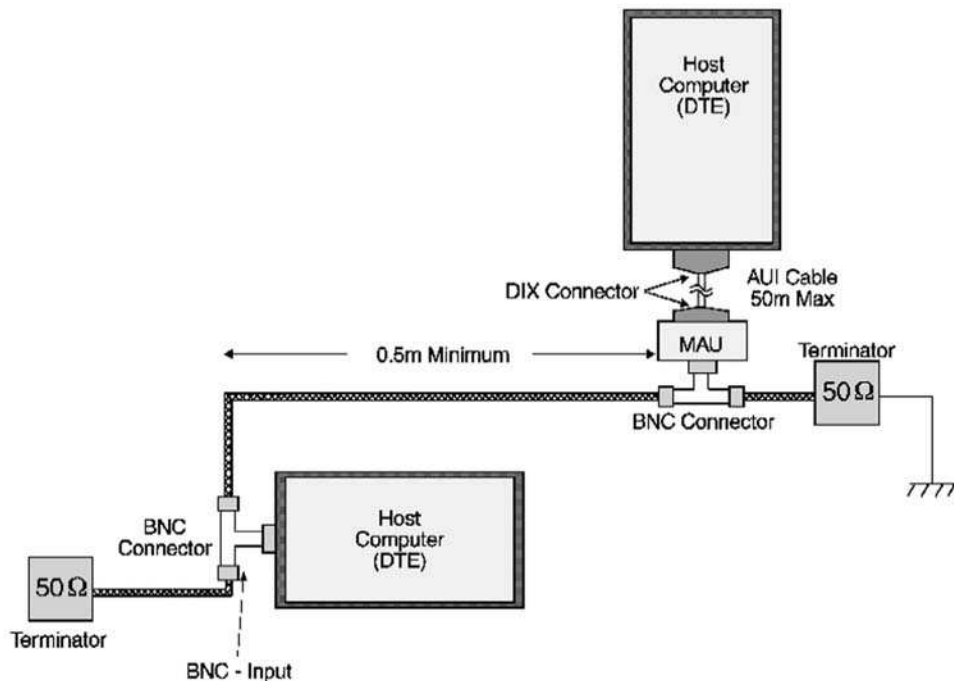 Host
Computer
(DTE)
DIX Connector
AUI Cable
50m Max
MAU
0.5m Minimum
Terminator
50 Ω
BNC Connector
BNC
Connector
Host
Computer
(DTE)
50 Ω
Terminator
BNC - Input